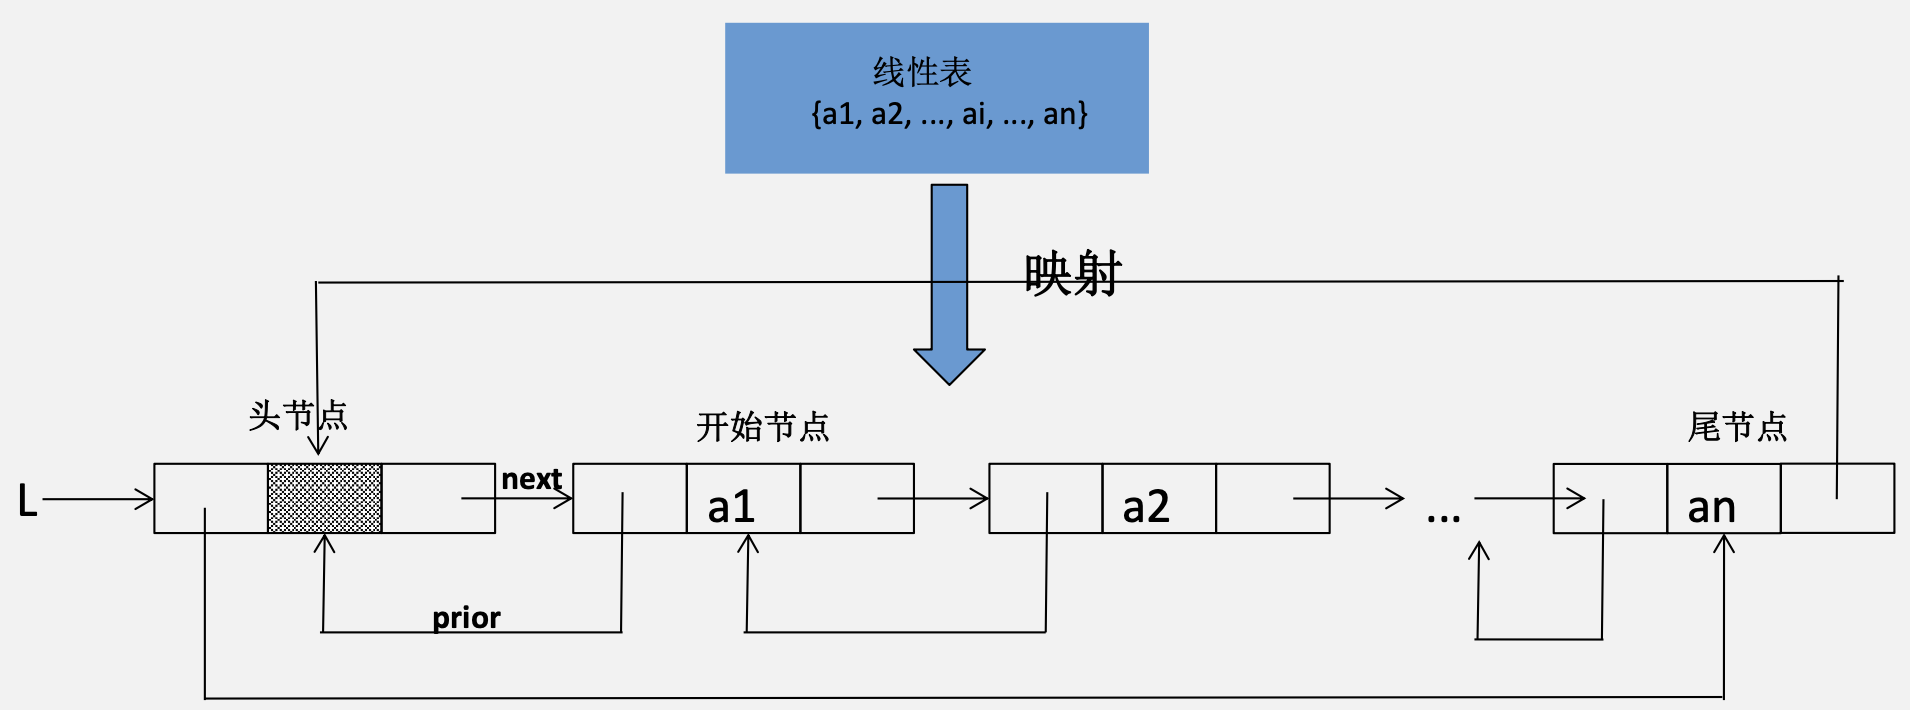 线性表
{a1, a2, ..., ai, ..., an}
映射
头节点
开始节点
尾节点
L
next
a1
a2
...
an
prior